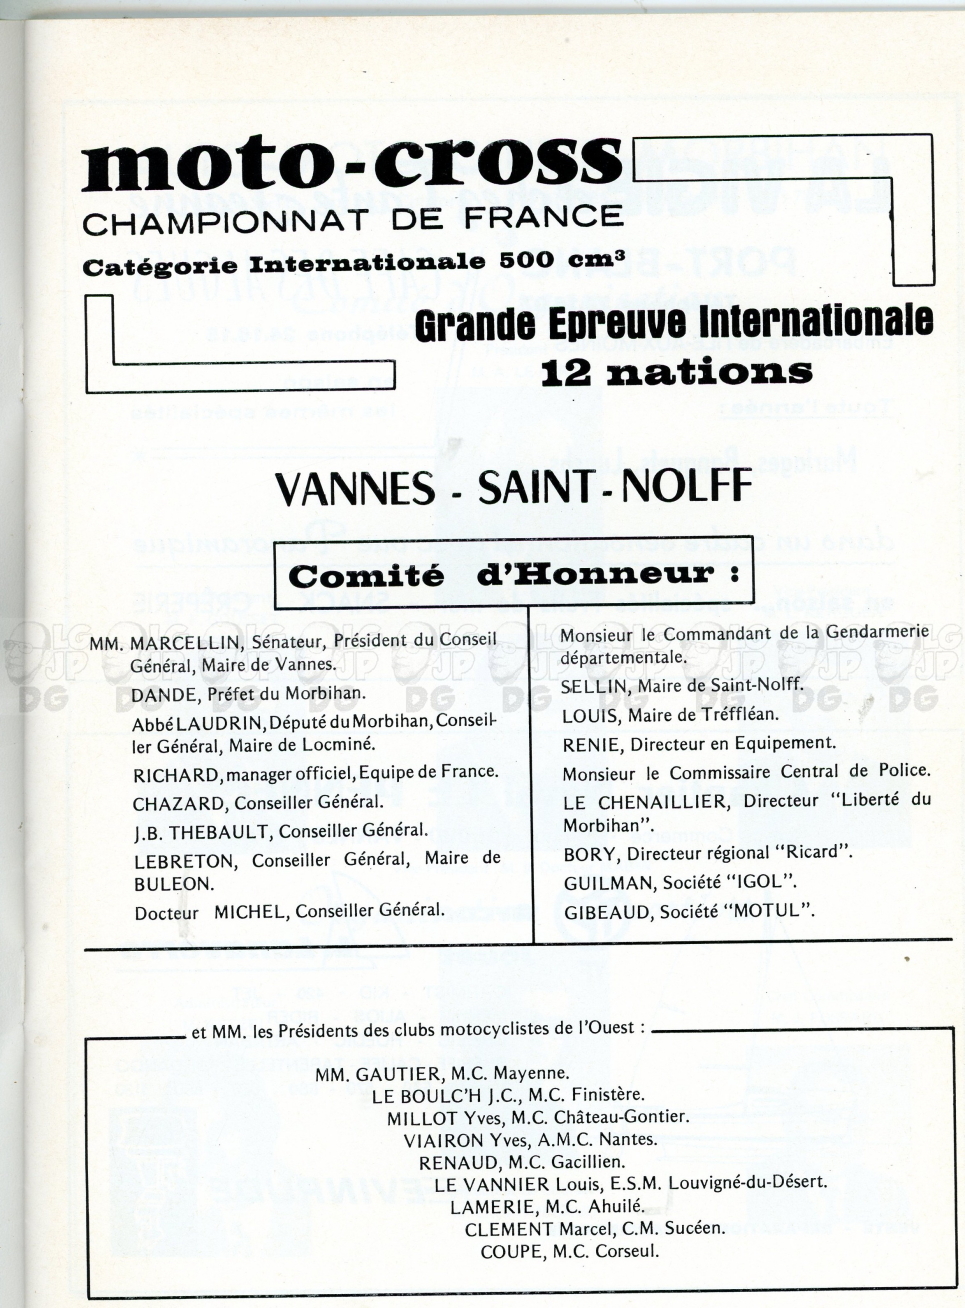 moto-cross
CHAMPIONNAT DE FRANCE
Catégorie Internationale 500 cm³
Grande Epreuve Internationale
12 nations
VANNES - SAINT-NOLFF
Comité d'Honneur :
MM. MARCELLIN, Sénateur, Président du Conseil
Général, Maire de Vannes.
DANDE, Préfet du Morbihan.
Abbé LAUDRIN, Député du Morbihan, Conseil-
ler Général, Maire de Locminé.
RICHARD, manager officiel, Equipe de France.
CHAZARD, Conseiller Général.
J.B. THEBAULT, Conseiller Général.
LEBRETON, Conseiller Général, Maire de
BULEON.
Docteur MICHEL, Conseiller Général.
Monsieur le Commandant de la Gendarmerie
départementale.
SELLIN, Maire de Saint-Nolff.
LOUIS, Maire de Tréffléan.
RENIE, Directeur en Equipement.
Monsieur le Commissaire Central de Police.
LE CHENAILLIER, Directeur "Liberté du
Morbihan".
BORY, Directeur régional "Ricard".
GUILMAN, Société "IGOL".
GIBEAUD, Société "MOTUL".
et MM. les Présidents des clubs motocyclistes de l'Ouest :
MM. GAUTIER, M.C. Mayenne.
LE BOULC'H J.C., M.C. Finistère.
MILLOT Yves, M.C. Château-Gontier.
VIAIRON Yves, A.M.C. Nantes.
RENAUD, M.C. Gacillien.
LE VANNIER Louis, E.S.M. Louvigné-du-Désert.
LAMERIE, M.C. Ahuilé.
CLEMENT Marcel, C.M. Sucéen.
COUPE, M.C. Corseul.